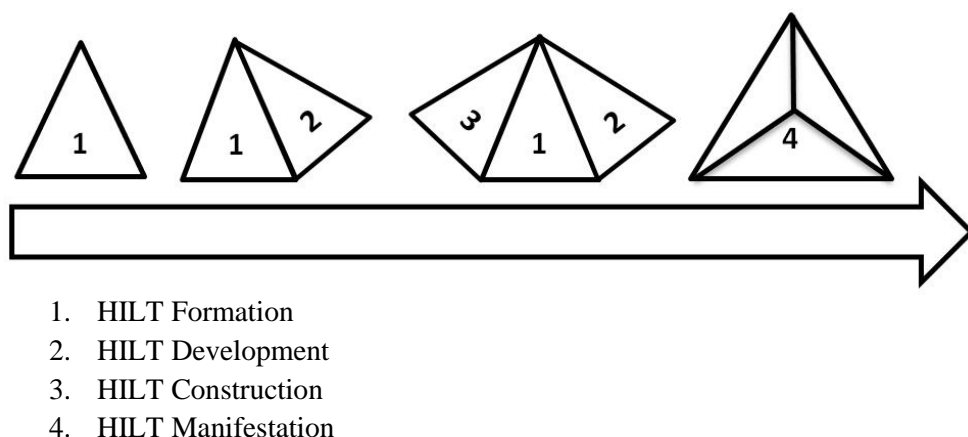 1
1 2
3 1 2
4
1. HILT Formation
2. HILT Development
3. HILT Construction
4. HILT Manifestation